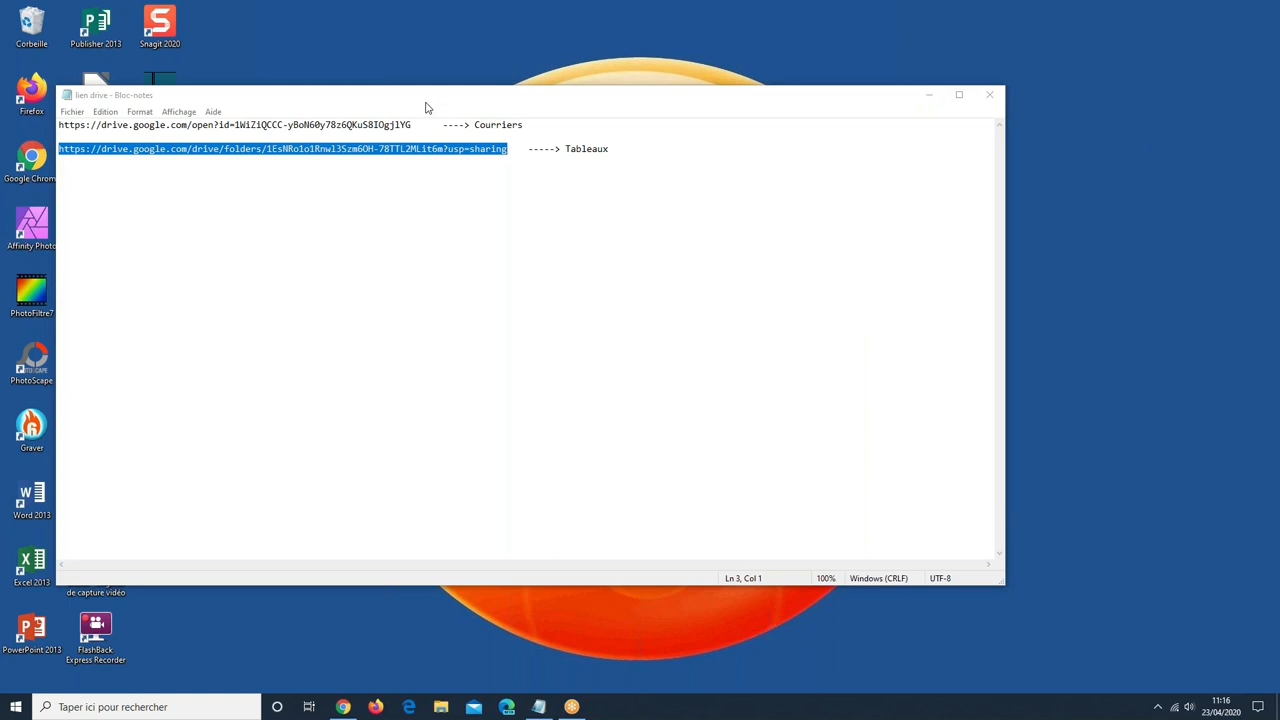 Corbeille
Publisher 2013
Snagit 2020
Firefox
Google Chrom
Affinity Photo
PhotoFiltre7
PhotoScape
Graver
Word 2013
Excel 2013
de capture vidéo
PowerPoint 2013
FlashBack
Express Recorder
lien drive - Bloc-notes
Fichier Edition Format Affichage Aide
https://drive.google.com/open?id=1WiZiQCCC-yBoN60y78z6QKuS8IOgjlYG ----> Courriers
https://drive.google.com/drive/folders/1EsNRo1o1Rnwl3Szm6OH-78TTL2MLit6m?usp=sharing -----> Tableaux
Ln 3, Col 1 100% Windows (CRLF) UTF-8
Taper ici pour rechercher
11:16
23/04/2020